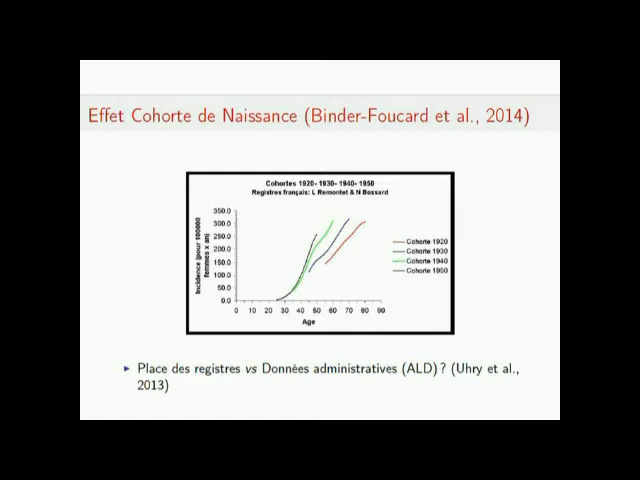 Effet Cohorte de Naissance (Binder-Foucard et al., 2014)
Cohortes 1920- 1930- 1940- 1950
Registres français: L Remontet & N Bossard
Incidence (pour 100000
femmes x an)
350.0
300.0
250.0
200.0
150.0
100.0
50.0
0.0
0 10 20 30 40 50 60 70 80 90
Age
Cohorte 1920
Cohorte 1930
Cohorte 1940
Cohorte 1950
Place des registres vs Données administratives (ALD) ? (Uhry et al.,
2013)